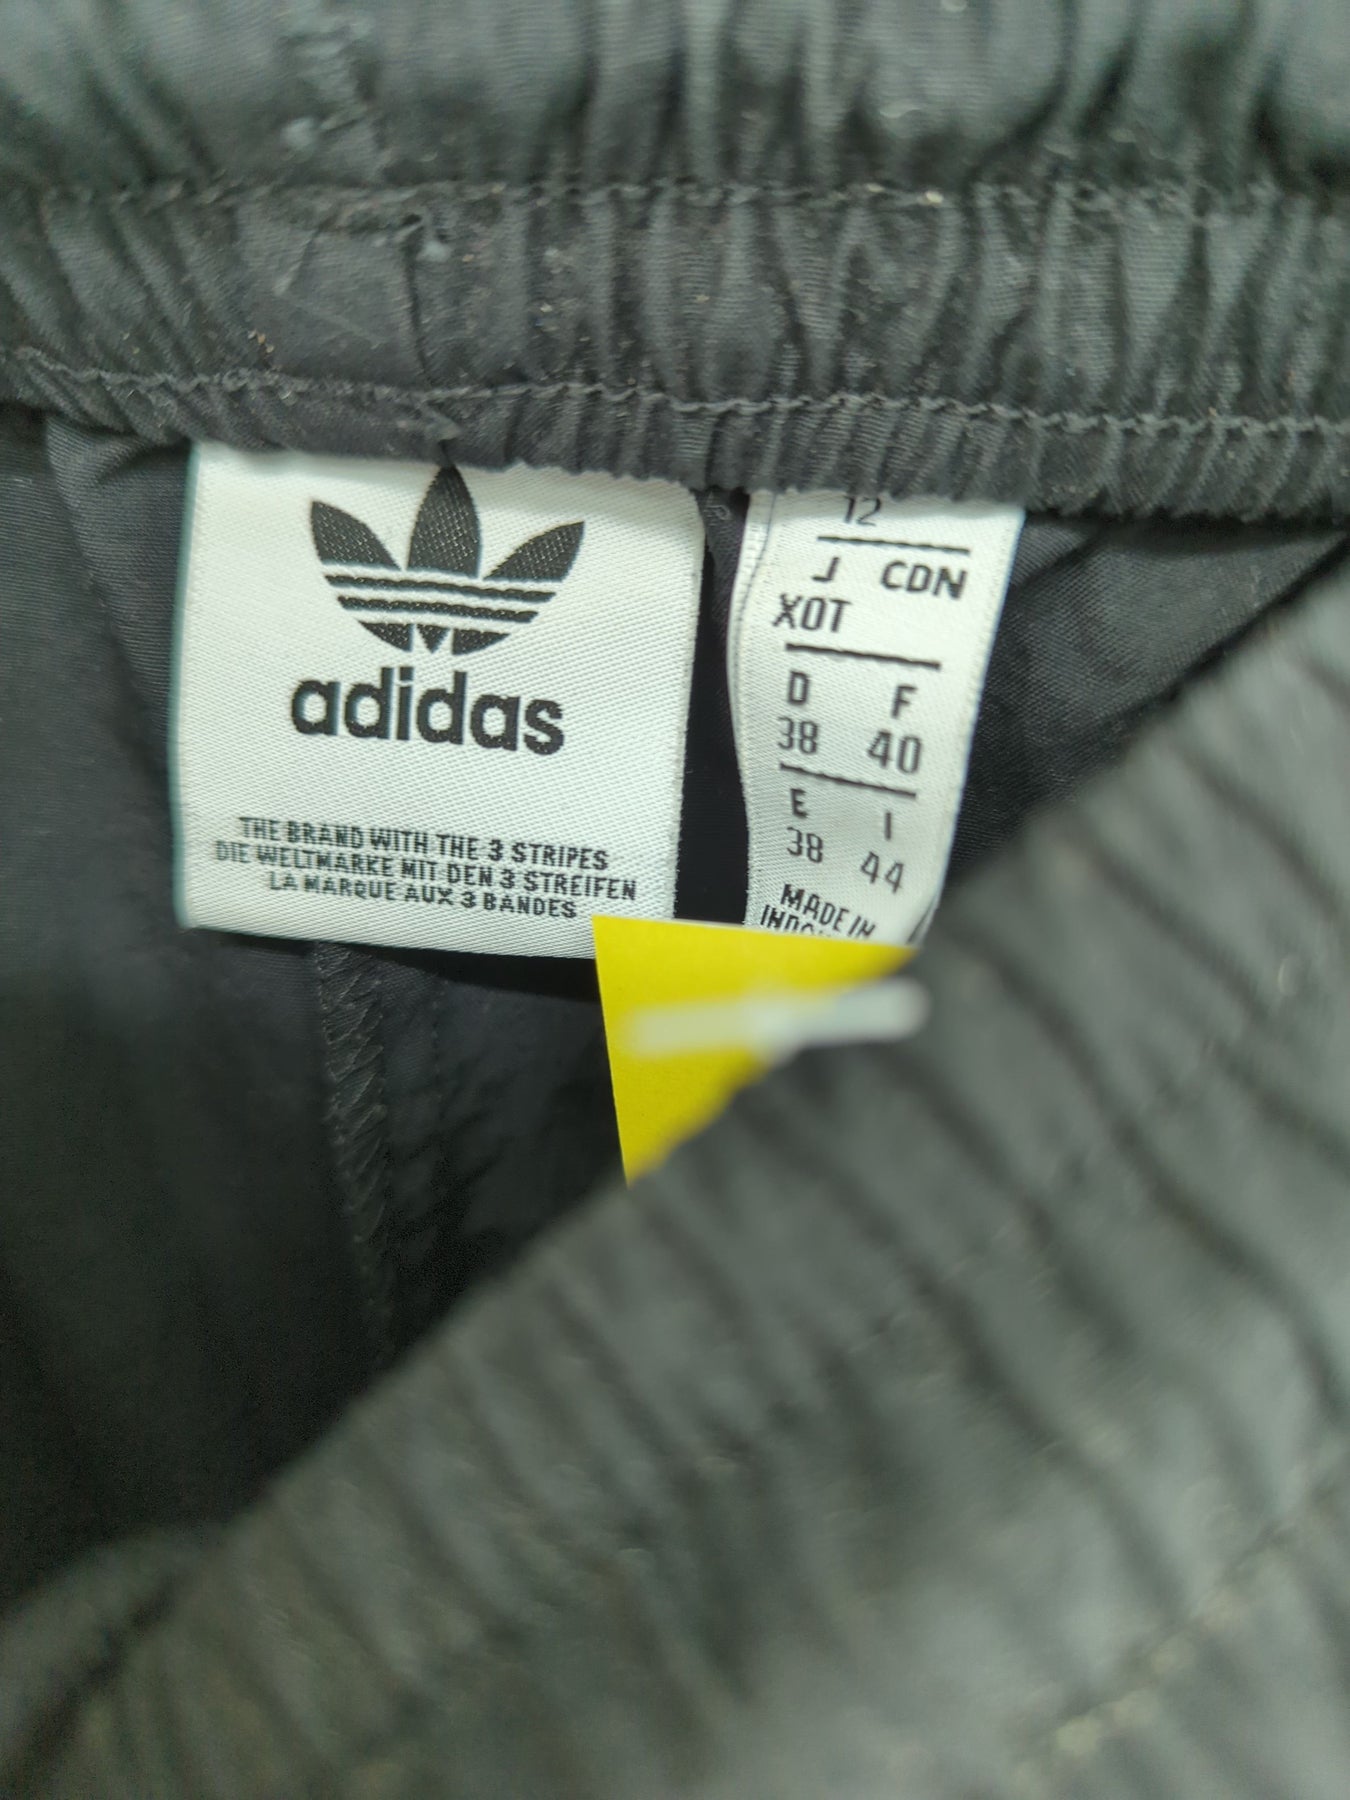 adidas
THE BRAND WITH THE 3 STRIPES
DIE WELTMARKE MIT DEN 3 STREIFEN
LA MARQUE AUX 3 BANDES
12
J CDN
XOT
D F
38 40
E I
38 44
MADE IN